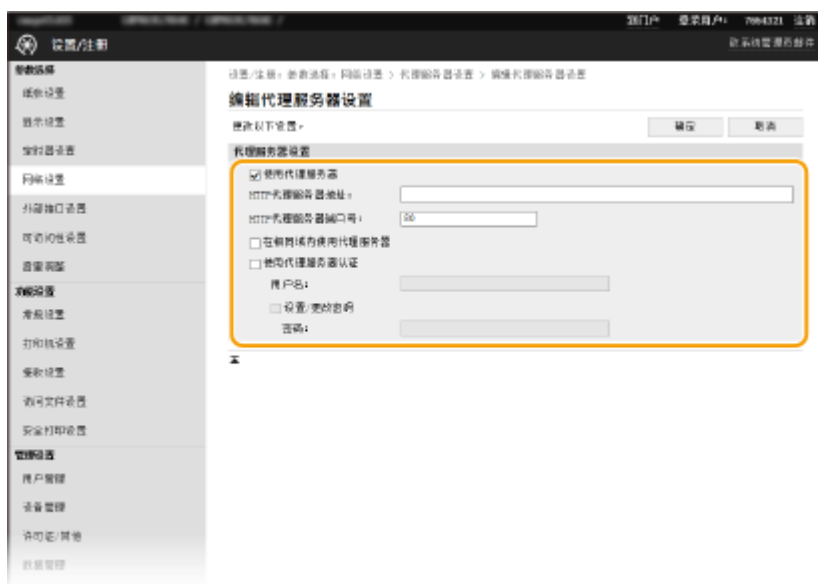 到门户 登录用户: 7654321 注销
设置/注册
致系统管理员邮件
参数选择
纸张设置
显示设置
定时器设置
网络设置
外部接口设置
可访问性设置
音量调整
功能设置
常规设置
打印机设置
接收设置
访问文件设置
安全打印设置
管理设置
用户管理
设备管理
许可证/其他
数据管理
设置/注册: 参数选择: 网络设置 > 代理服务器设置 > 编辑代理服务器设置
编辑代理服务器设置
更改以下设置。
确定
取消
代理服务器设置
使用代理服务器
HTTP代理服务器地址:
HTTP代理服务器端口号: 80
在相同域内使用代理服务器
使用代理服务器认证
用户名:
设置/更改密码
密码: